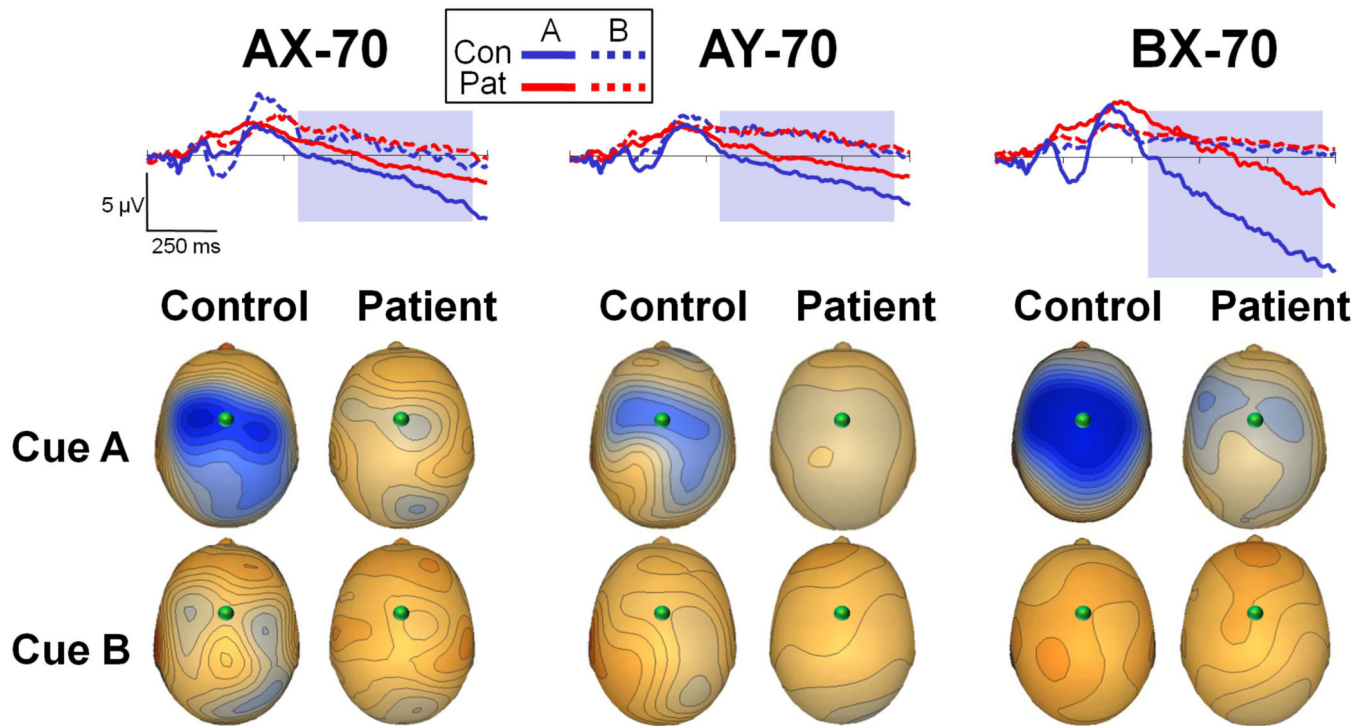 AX-70
A B
Con
Pat
AY-70
BX-70
5 µV
250 ms
Control Patient
Control Patient
Control Patient
Cue A
Cue B